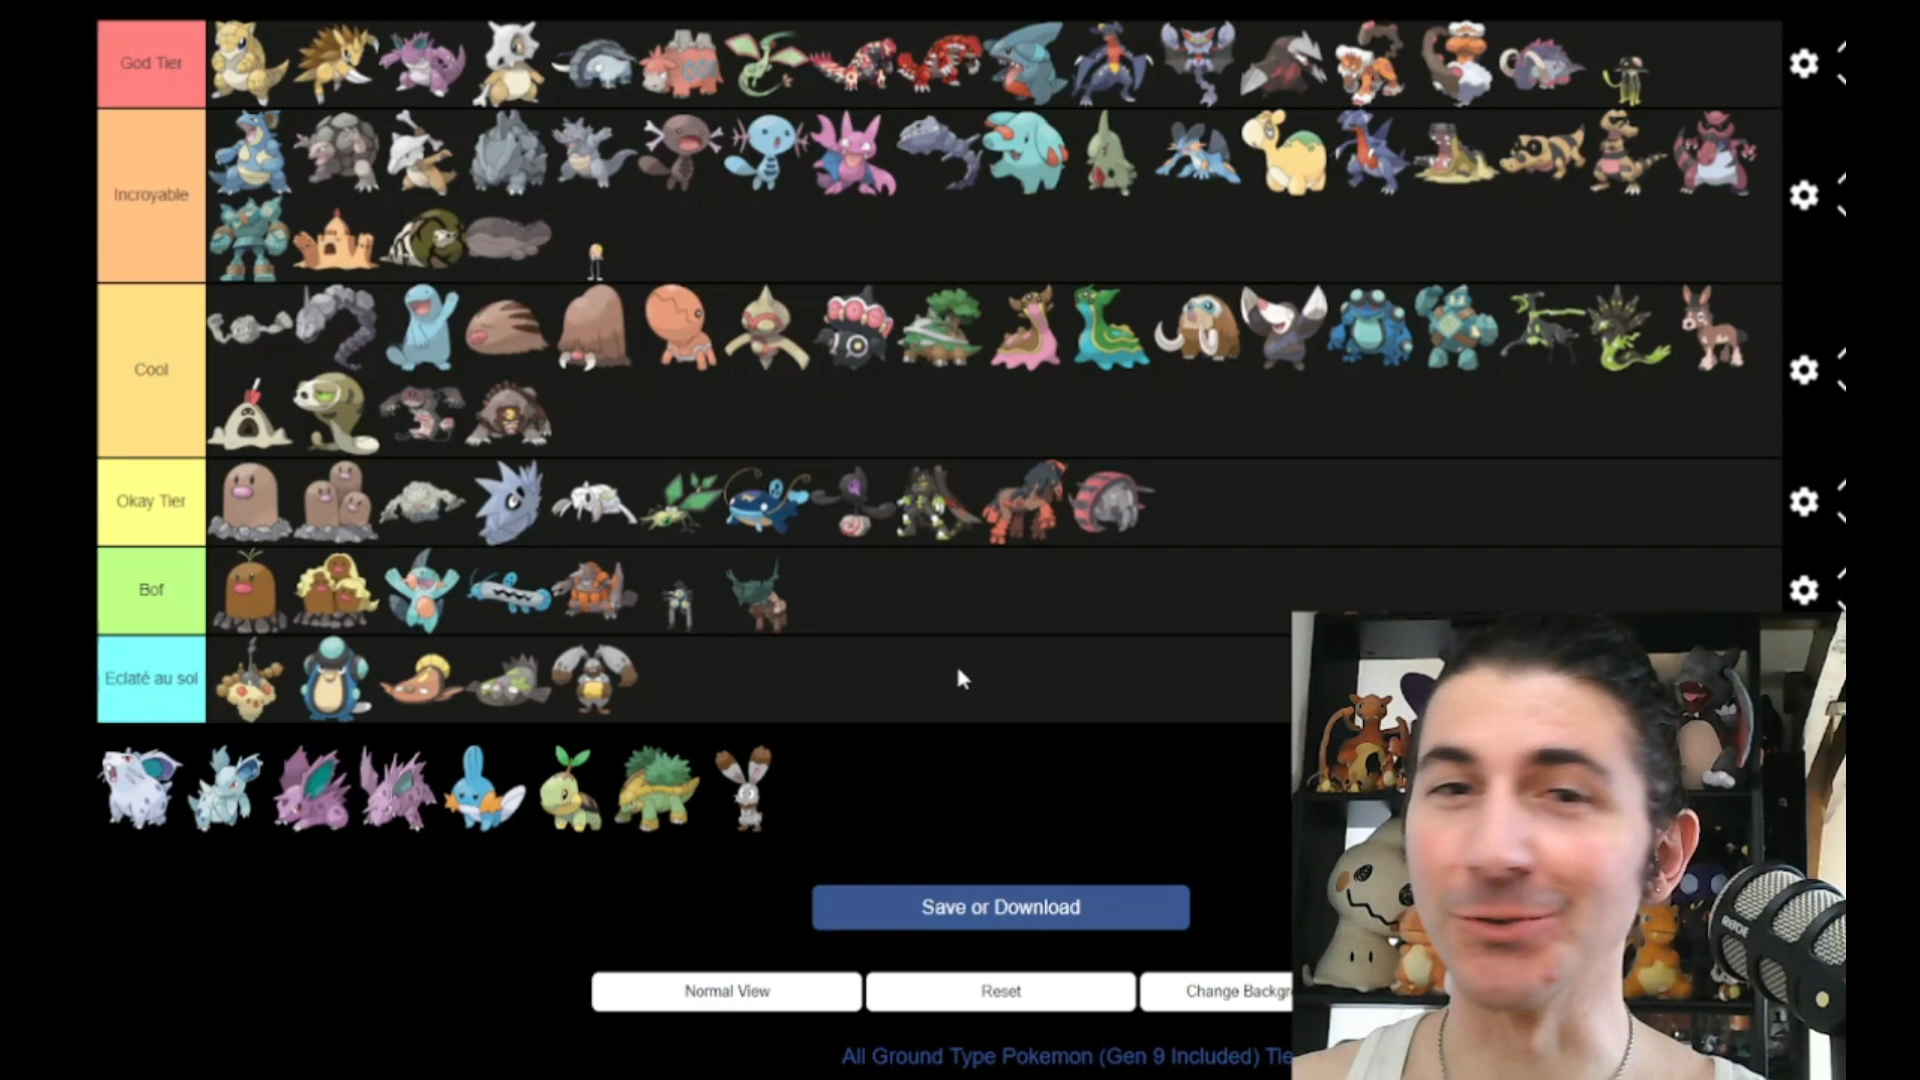 God Tier
Incroyable
Cool
Okay Tier
Bof
Eclaté au sol
Save or Download
Normal View
Reset
Change Backgr
All Ground Type Pokemon (Gen 9 Included) Tie
RØDE